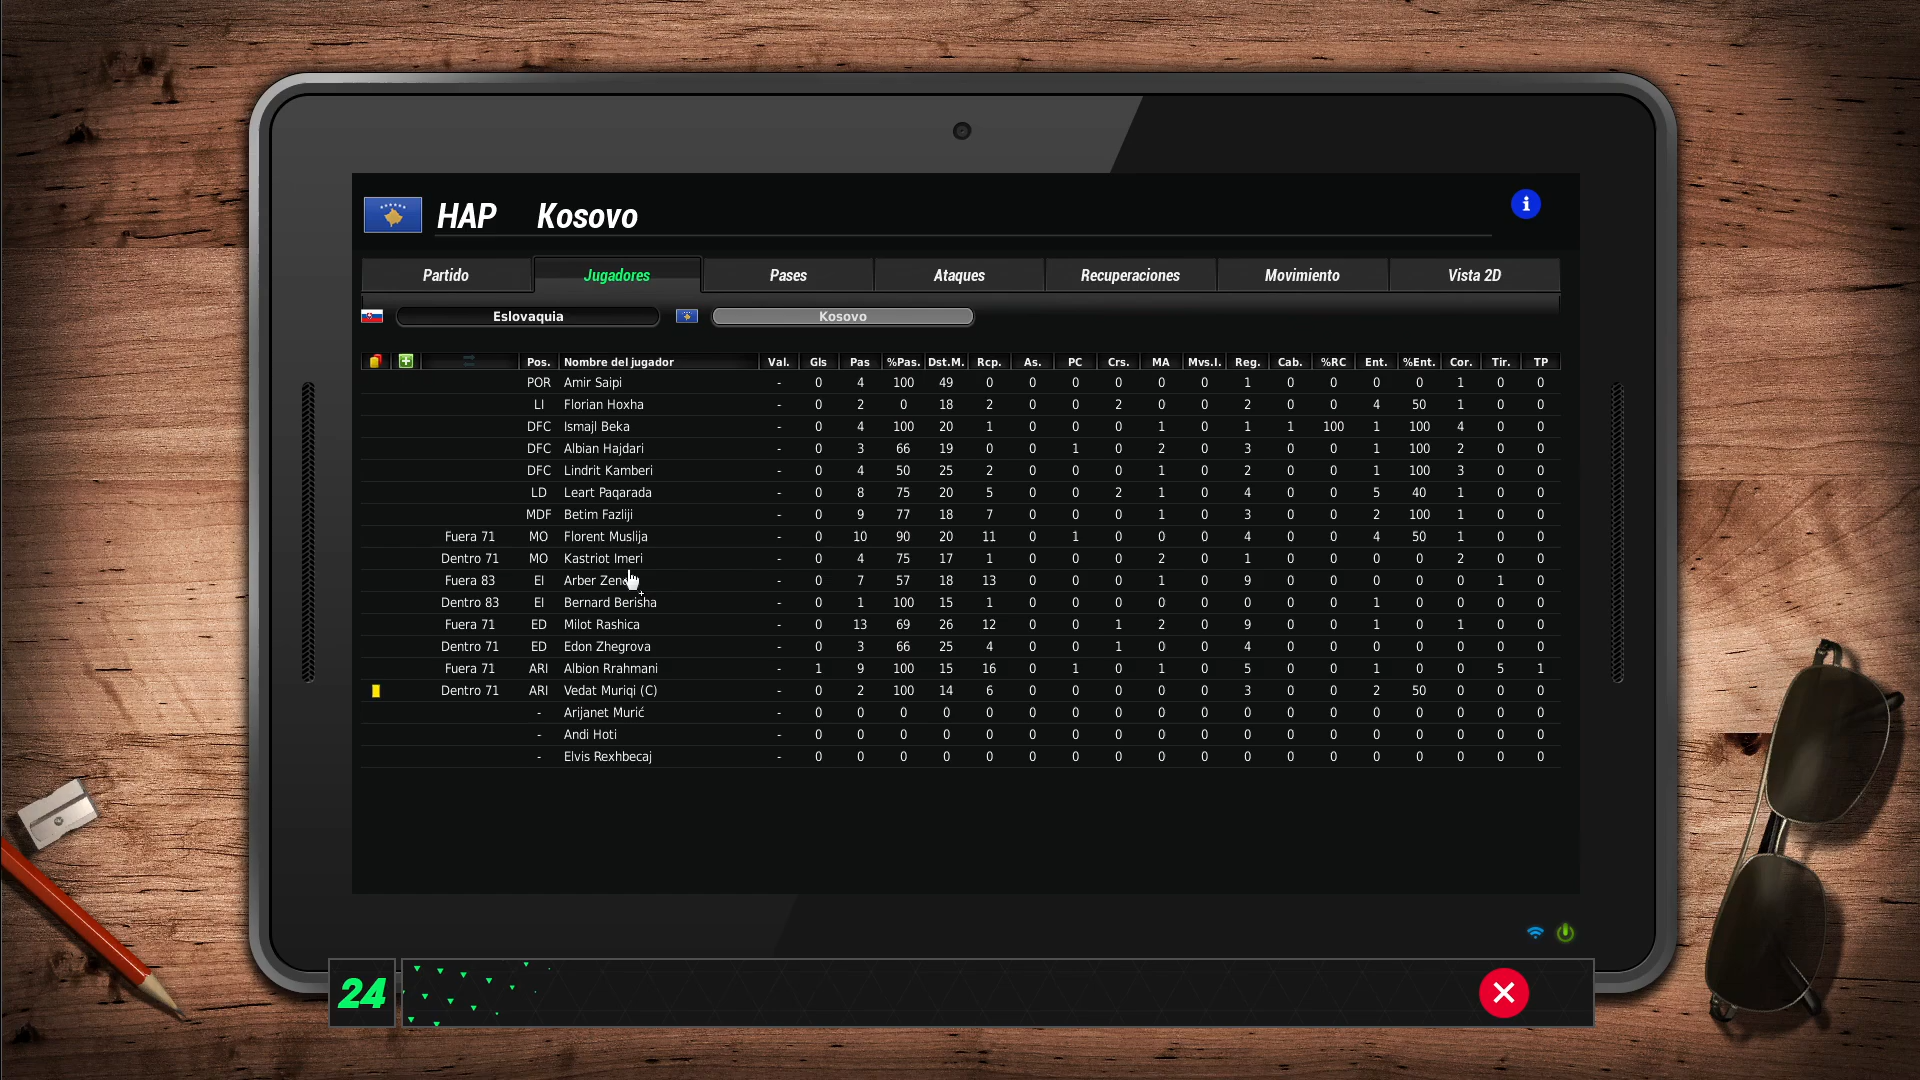 HAP Kosovo
Partido Jugadores Pases Ataques Recuperaciones Movimiento Vista 2D
Eslovaquia Kosovo
Pos. Nombre del jugador Val. Gls Pas %Pas. Dst.M. Rcp. As. PC Crs. MA Mvs.I. Reg. Cab. %RC Ent. %Ent. Cor. Tir. TP
POR Amir Saipi - 0 4 100 49 0 0 0 0 0 0 1 0 0 0 0 1 0 0
LI Florian Hoxha - 0 2 0 18 2 0 0 2 0 0 2 0 0 4 50 1 0 0
DFC Ismajl Beka - 0 4 100 20 1 0 0 0 1 0 1 1 100 1 100 4 0 0
DFC Albian Hajdari - 0 3 66 19 0 0 1 0 2 0 3 0 0 1 100 2 0 0
DFC Lindrit Kamberi - 0 4 50 25 2 0 0 0 1 0 2 0 0 1 100 3 0 0
LD Leart Paqarada - 0 8 75 20 5 0 0 2 1 0 4 0 0 5 40 1 0 0
MDF Betim Fazliji - 0 9 77 18 7 0 0 0 1 0 3 0 0 2 100 1 0 0
Fuera 71 MO Florent Muslija - 0 10 90 20 11 0 1 0 0 0 4 0 0 4 50 1 0 0
Dentro 71 MO Kastriot Imeri - 0 4 75 17 1 0 0 0 2 0 1 0 0 0 0 2 0 0
Fuera 83 EI Arber - 0 7 57 18 13 0 0 0 1 0 9 0 0 0 0 0 1 0
Dentro 83 EI Bernard Berisha - 0 1 100 15 1 0 0 0 0 0 0 0 0 1 0 0 0 0
Fuera 71 ED Milot Rashica - 0 13 69 26 12 0 0 1 2 0 9 0 0 1 0 1 0 0
Dentro 71 ED Edon Zhegrova - 0 3 66 25 4 0 0 1 0 0 4 0 0 0 0 0 0 0
Fuera 71 ARI Albion Rrahmani - 1 9 100 15 16 0 1 0 1 0 5 0 0 1 0 0 5 1
Dentro 71 ARI Vedat Muriqi (C) - 0 2 100 14 6 0 0 0 0 0 3 0 0 2 50 0 0 0
- Arijanet Murić - 0 0 0 0 0 0 0 0 0 0 0 0 0 0 0 0 0 0
- Andi Hoti - 0 0 0 0 0 0 0 0 0 0 0 0 0 0 0 0 0 0
- Elvis Rexhbecaj - 0 0 0 0 0 0 0 0 0 0 0 0 0 0 0 0 0 0
24